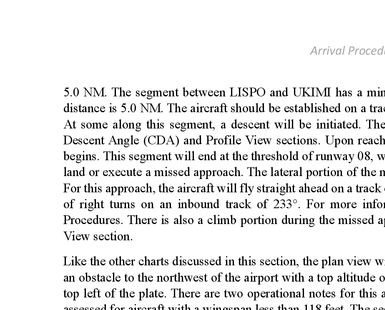 Arrival Proced
5.0 NM. The segment between LISPO and UKIMI has a min
distance is 5.0 NM. The aircraft should be established on a trac
At some along this segment, a descent will be initiated. The
Descent Angle (CDA) and Profile View sections. Upon reach
begins. This segment will end at the threshold of runway 08, w
land or execute a missed approach. The lateral portion of the m
For this approach, the aircraft will fly straight ahead on a track
of right turns on an inbound track of 233°. For more infor
Procedures. There is also a climb portion during the missed ap
View section.
Like the other charts discussed in this section, the plan view wi
an obstacle to the northwest of the airport with a top altitude o
top left of the plate. There are two operational notes for this a
assessed for aircraft with a wingspan less than 118 feet. The se